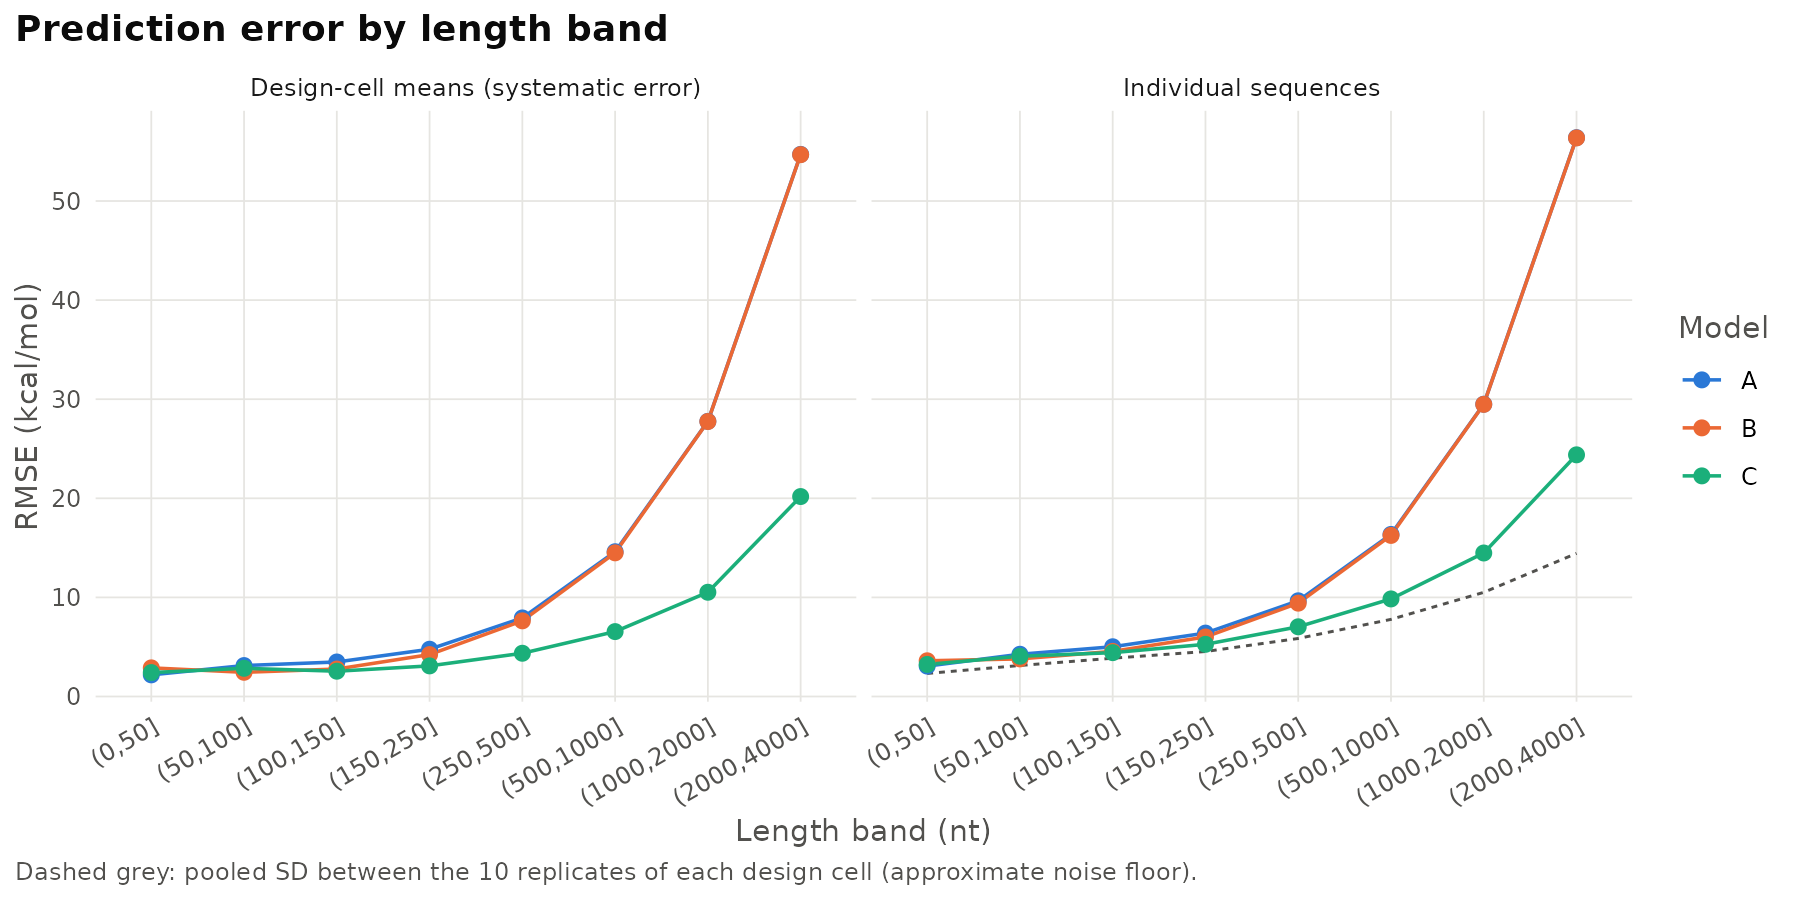 Prediction error by length band
Design-cell means (systematic error)
Individual sequences
RMSE (kcal/mol)
50
40
30
20
10
0
(0,50]
(50,100]
(100,150]
(150,250]
(250,500]
(500,1000]
(1000,2000]
(2000,4000]
(0,50]
(50,100]
(100,150]
(150,250]
(250,500]
(500,1000]
(1000,2000]
(2000,4000]
Length band (nt)
Model
A
B
C
Dashed grey: pooled SD between the 10 replicates of each design cell (approximate noise floor).